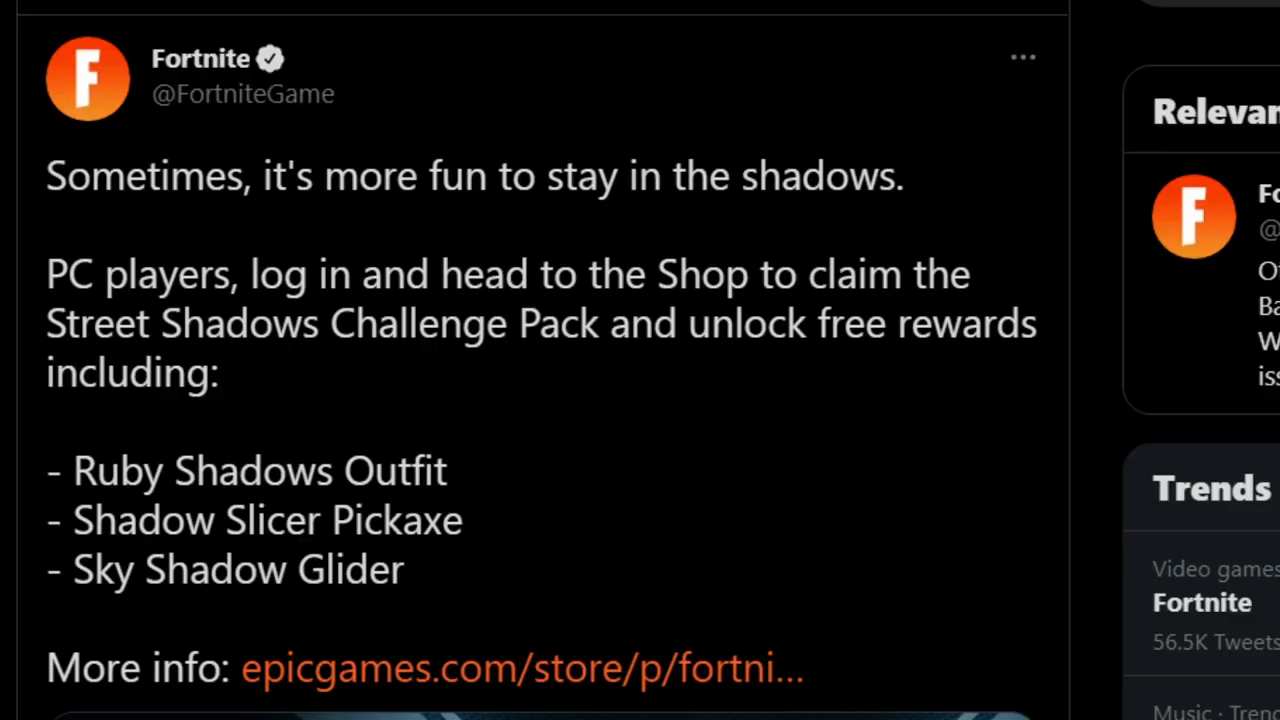 Fortnite
@FortniteGame
Sometimes, it's more fun to stay in the shadows.
PC players, log in and head to the Shop to claim the
Street Shadows Challenge Pack and unlock free rewards
including:
- Ruby Shadows Outfit
- Shadow Slicer Pickaxe
- Sky Shadow Glider
More info: epicgames.com/store/p/fortni...
Trends
Video games
Fortnite
56.5K Tweets